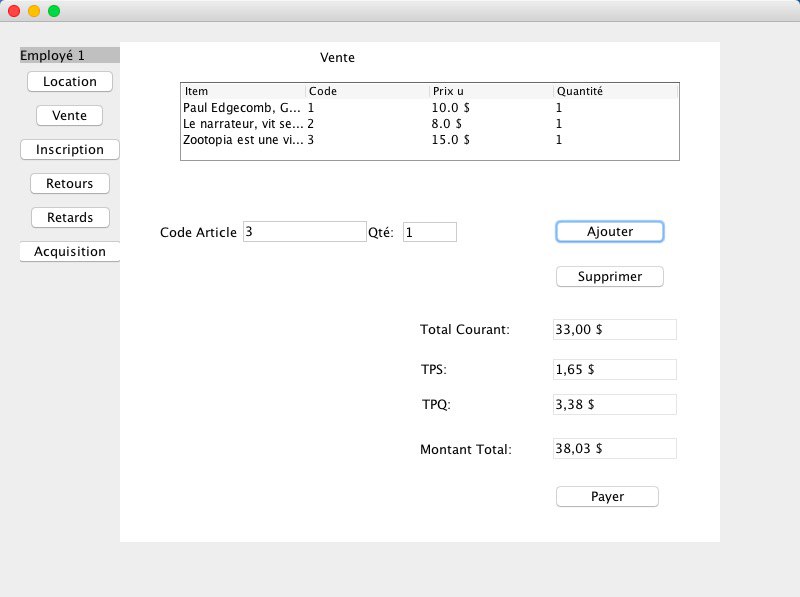 Employé 1
Location
Vente
Inscription
Retours
Retards
Acquisition
Vente
Item Code Prix u Quantité
Paul Edgecomb, G... 1 10.0 $ 1
Le narrateur, vit se... 2 8.0 $ 1
Zootopia est une vi... 3 15.0 $ 1
Code Article 3 Qté: 1 Ajouter
Supprimer
Total Courant: 33,00 $
TPS: 1,65 $
TPQ: 3,38 $
Montant Total: 38,03 $
Payer